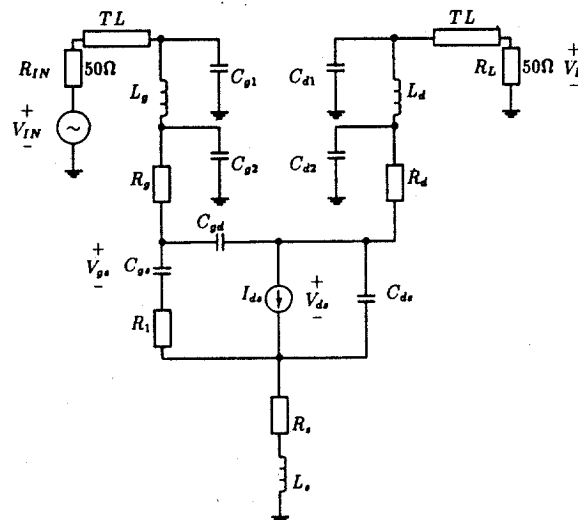 TL
TL
R_IN
50Ω
L_g
C_g1
C_d1
L_d
R_L
50Ω
+
V_IN
−
C_g2
C_d2
R_g
R_d
C_gd
+
V_gs
−
C_gs
I_ds
+
V_ds
−
C_ds
R_1
R_s
L_s